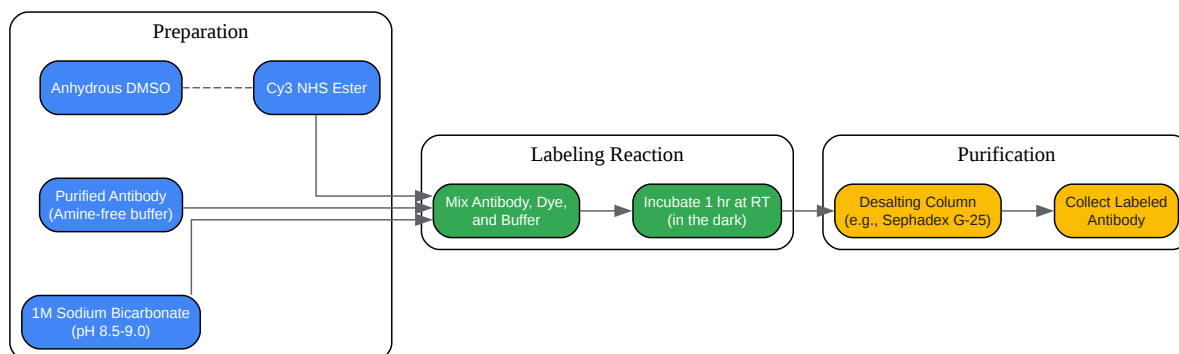 Preparation
Anhydrous DMSO
Cy3 NHS Ester
Purified Antibody
(Amine-free buffer)
1M Sodium Bicarbonate
(pH 8.5-9.0)
Labeling Reaction
Mix Antibody, Dye,
and Buffer
Incubate 1 hr at RT
(in the dark)
Purification
Desalting Column
(e.g., Sephadex G-25)
Collect Labeled
Antibody